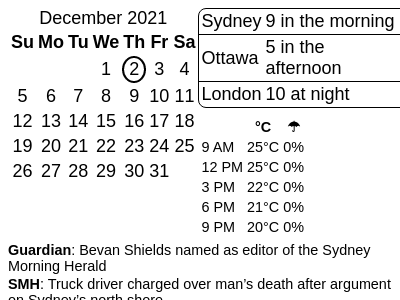 December 2021
Su Mo Tu We Th Fr Sa
1 2 3 4
5 6 7 8 9 10 11
12 13 14 15 16 17 18
19 20 21 22 23 24 25
26 27 28 29 30 31
Sydney 9 in the morning
Ottawa 5 in the
afternoon
London 10 at night
°C ☂
9 AM 25°C 0%
12 PM 25°C 0%
3 PM 22°C 0%
6 PM 21°C 0%
9 PM 20°C 0%
Guardian: Bevan Shields named as editor of the Sydney
Morning Herald
SMH: Truck driver charged over man’s death after argument
on Sydney’s north shore